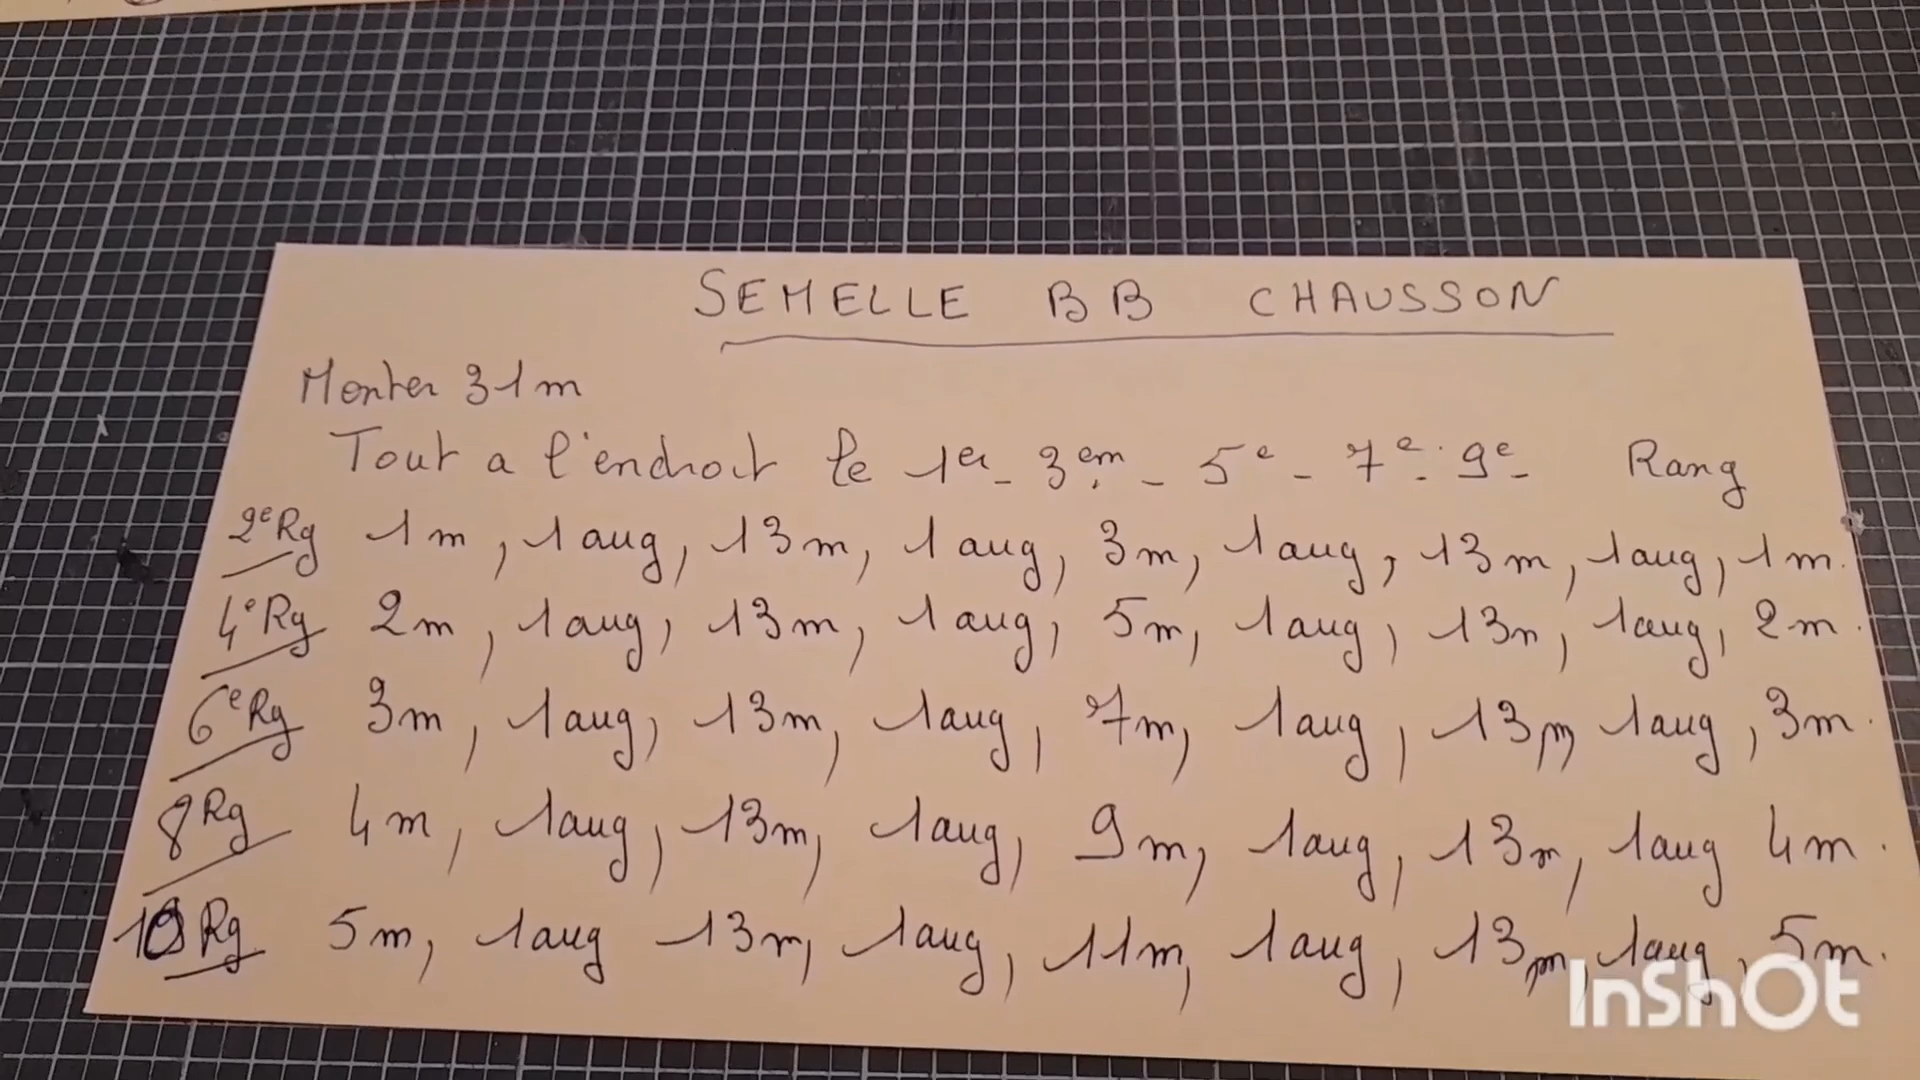 SEMELLE BB CHAUSSON
Monter 31m
Tout a l'endroit le 1er - 3em - 5e - 7e - 9e - Rang
2eRg 1m, 1aug, 13m, 1aug, 3m, 1aug, 13m, 1aug, 1m.
4eRg 2m, 1aug, 13m, 1aug, 5m, 1aug, 13m, 1aug, 2m.
6eRg 3m, 1aug, 13m, 1aug, 7m, 1aug, 13m 1aug, 3m.
8Rg 4m, 1aug, 13m, 1aug, 9m, 1aug, 13m, 1aug 4m.
10Rg 5m, 1aug 13m, 1aug, 11m, 1aug, 13m, 1aug, 5m.
InShOt